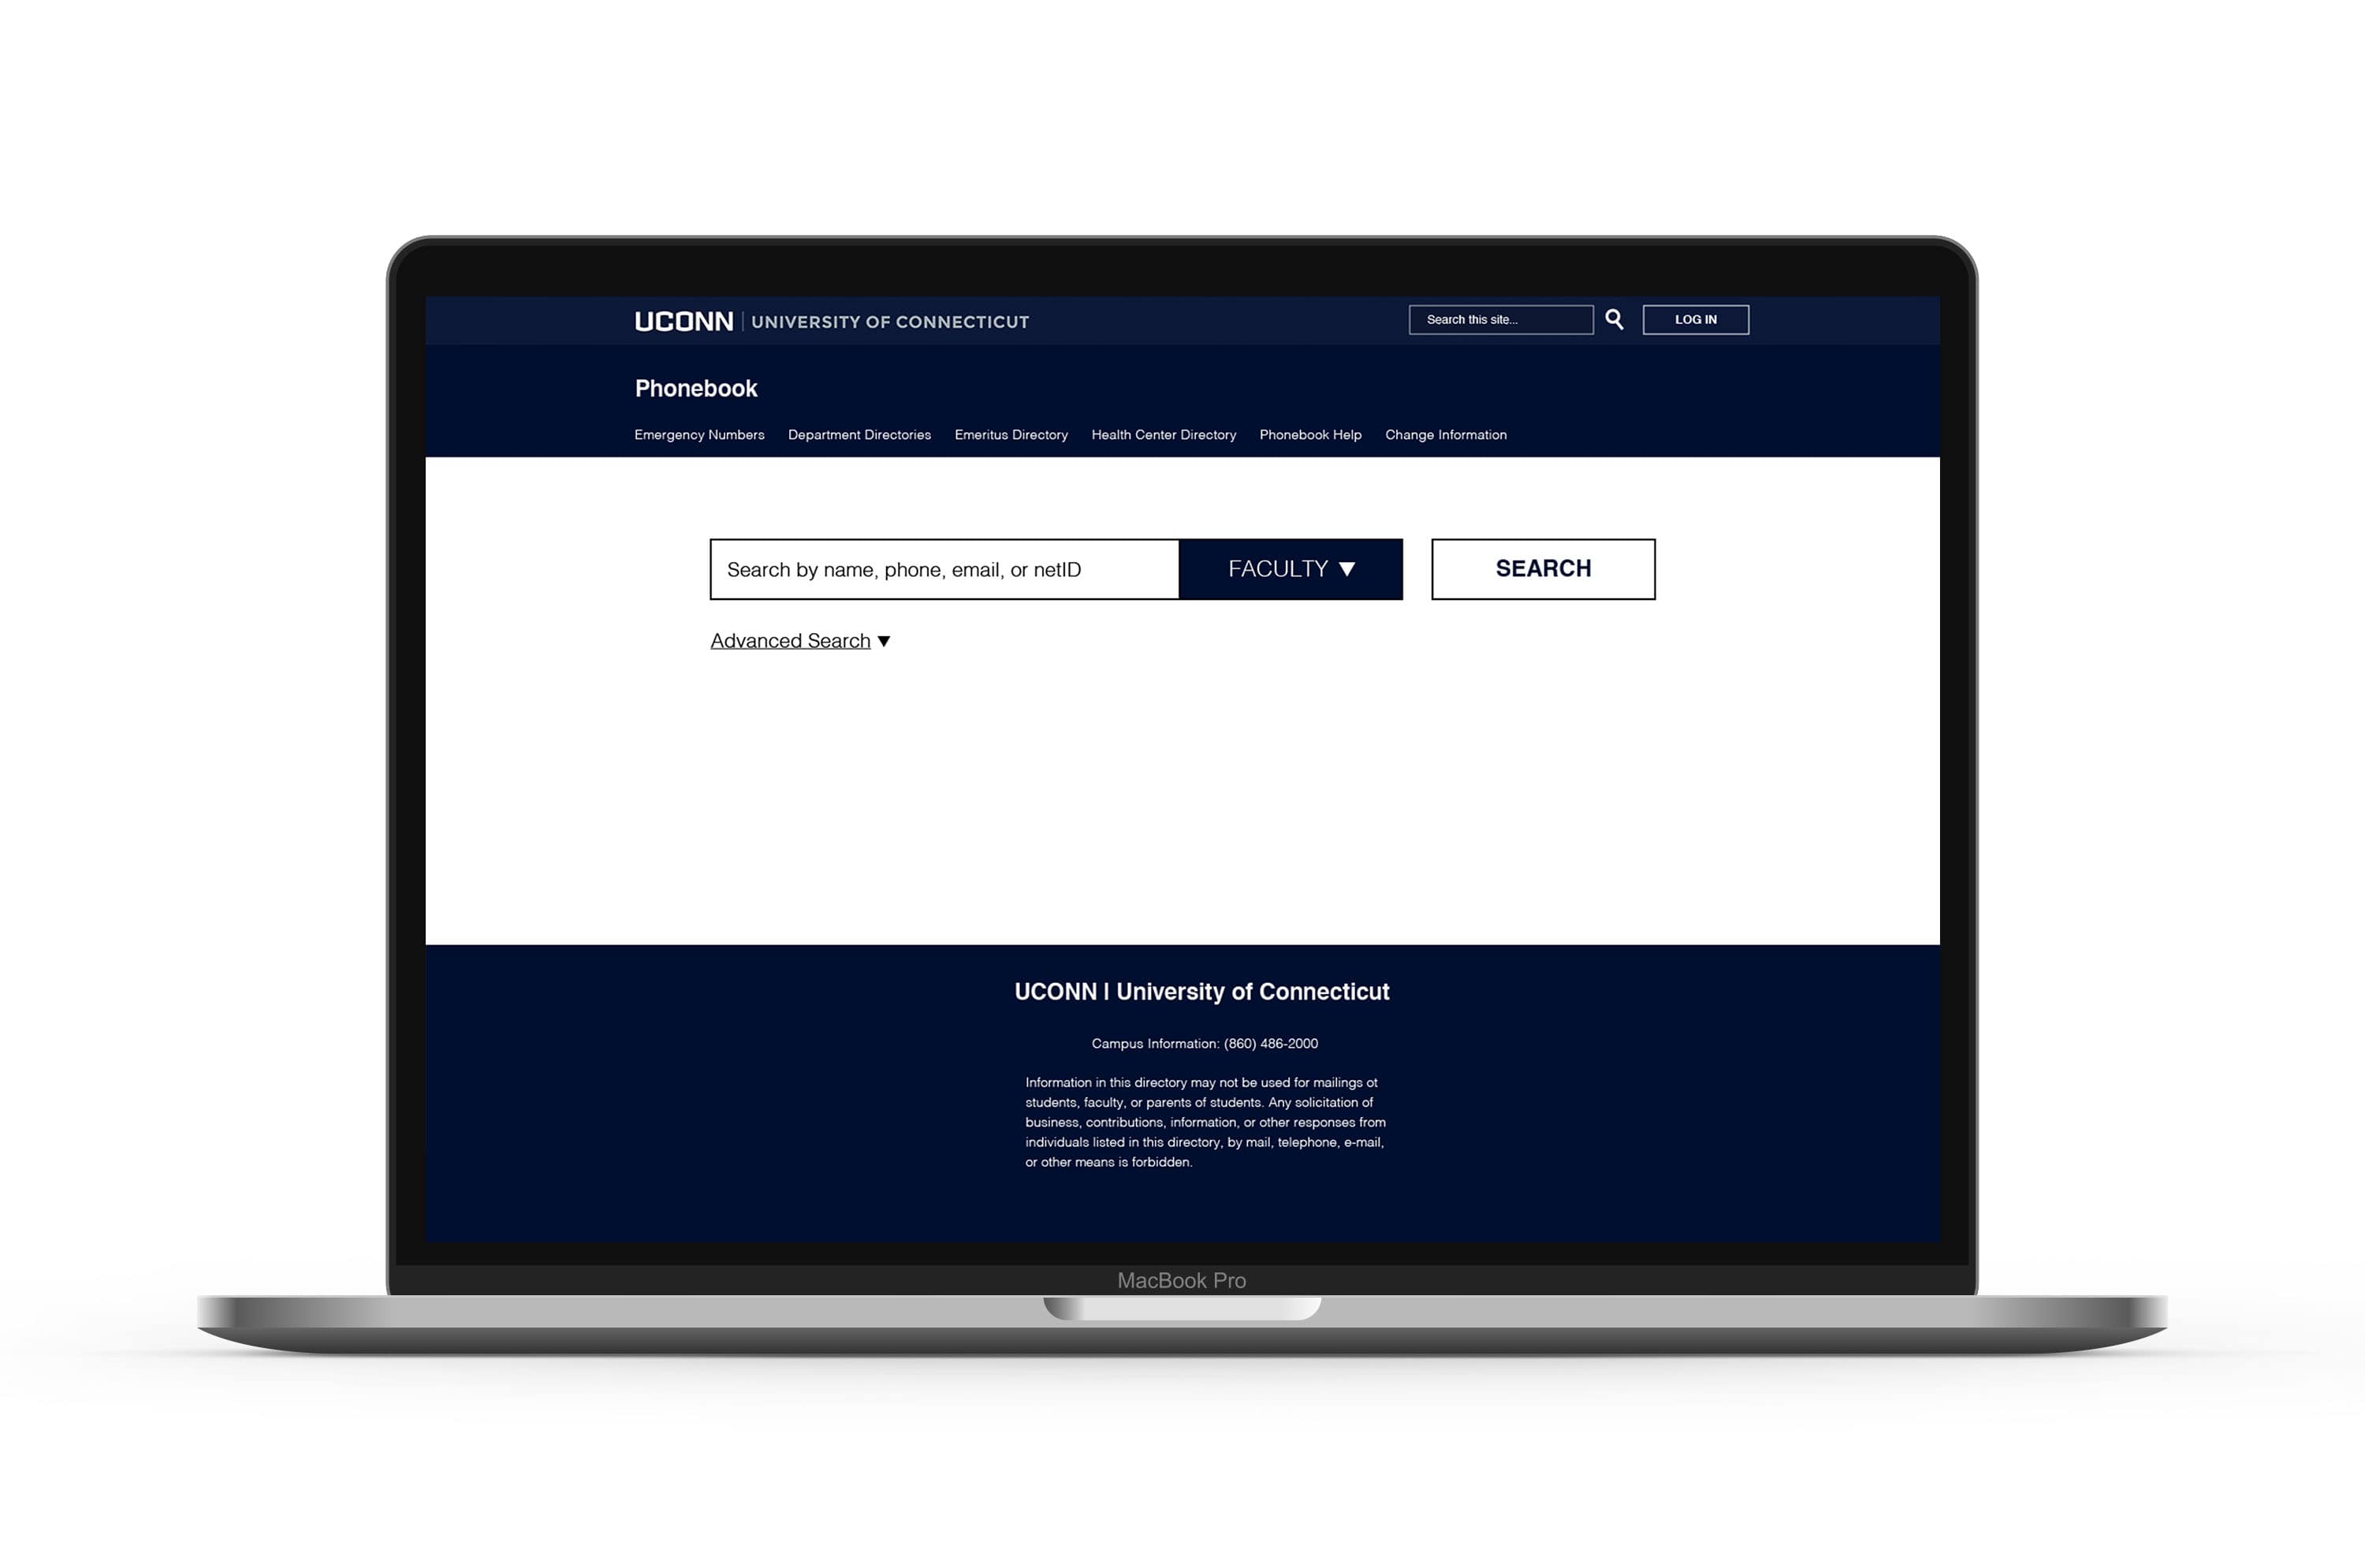 UCONN | UNIVERSITY OF CONNECTICUT
Search this site...
LOG IN
Phonebook
Emergency Numbers Department Directories Emeritus Directory Health Center Directory Phonebook Help Change Information
Search by name, phone, email, or netID
FACULTY ▼
SEARCH
Advanced Search ▼
UCONN | University of Connecticut
Campus Information: (860) 486-2000
Information in this directory may not be used for mailings ot
students, faculty, or parents of students. Any solicitation of
business, contributions, information, or other responses from
individuals listed in this directory, by mail, telephone, e-mail,
or other means is forbidden.
MacBook Pro